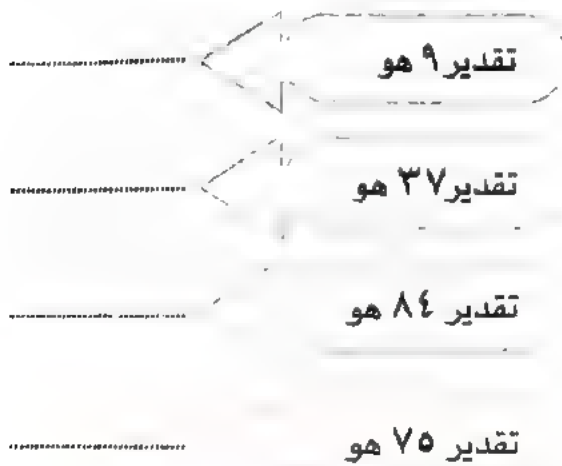 تقدير ٩ هو
تقدير ٣٧ هو
تقدير ٨٤ هو
تقدير ٧٥ هو